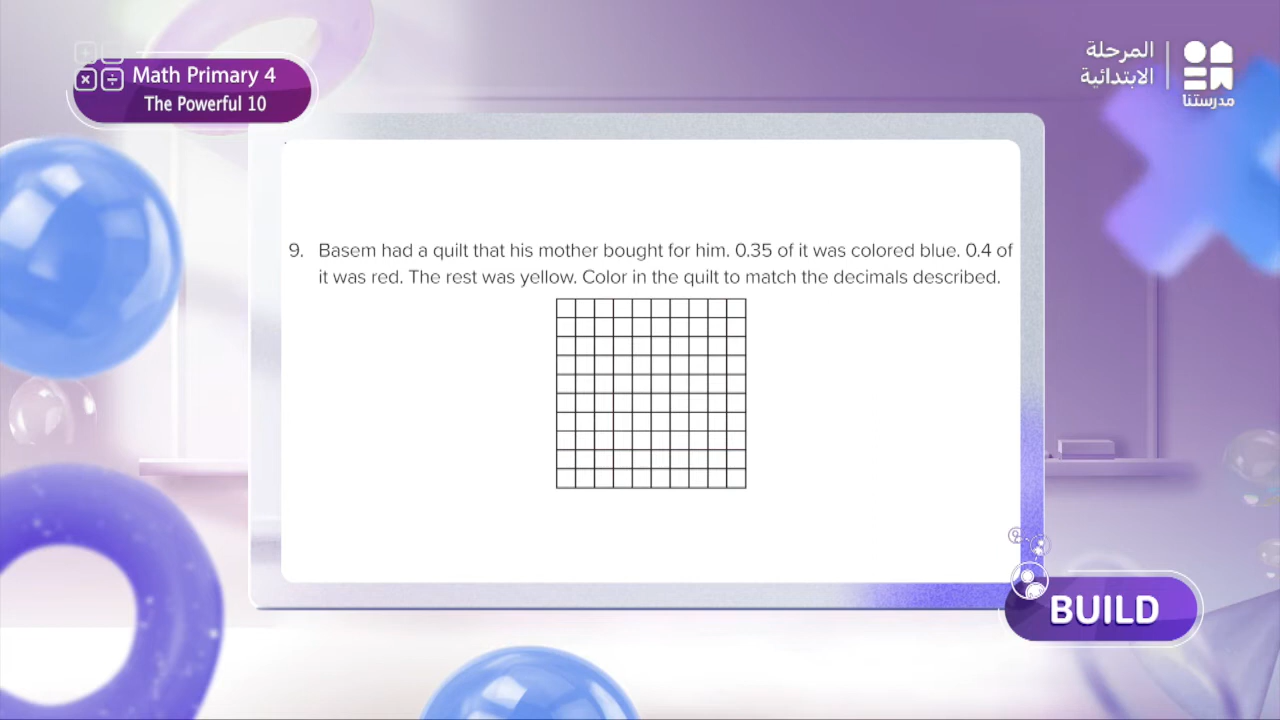 Math Primary 4
The Powerful 10
المرحلة
الابتدائية
مدرستنا
9. Basem had a quilt that his mother bought for him. 0.35 of it was colored blue. 0.4 of
it was red. The rest was yellow. Color in the quilt to match the decimals described.
BUILD